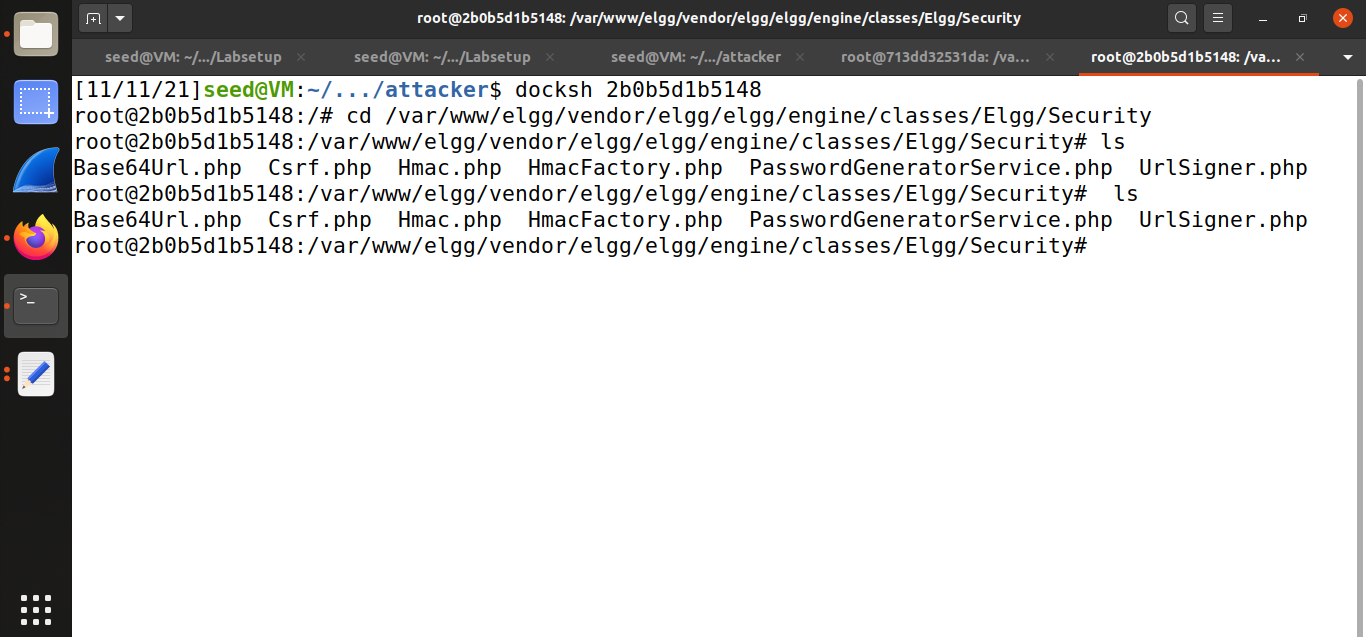 root@2b0b5d1b5148: /var/www/elgg/vendor/elgg/elgg/engine/classes/Elgg/Security
seed@VM: ~/.../Labsetup
seed@VM: ~/.../Labsetup
seed@VM: ~/.../attacker
root@713dd32531da: /va...
root@2b0b5d1b5148: /va...
[11/11/21]seed@VM:~/.../attacker$ docksh 2b0b5d1b5148
root@2b0b5d1b5148:/# cd /var/www/elgg/vendor/elgg/elgg/engine/classes/Elgg/Security
root@2b0b5d1b5148:/var/www/elgg/vendor/elgg/elgg/engine/classes/Elgg/Security# ls
Base64Url.php  Csrf.php  Hmac.php  HmacFactory.php  PasswordGeneratorService.php  UrlSigner.php
root@2b0b5d1b5148:/var/www/elgg/vendor/elgg/elgg/engine/classes/Elgg/Security#  ls
Base64Url.php  Csrf.php  Hmac.php  HmacFactory.php  PasswordGeneratorService.php  UrlSigner.php
root@2b0b5d1b5148:/var/www/elgg/vendor/elgg/elgg/engine/classes/Elgg/Security#